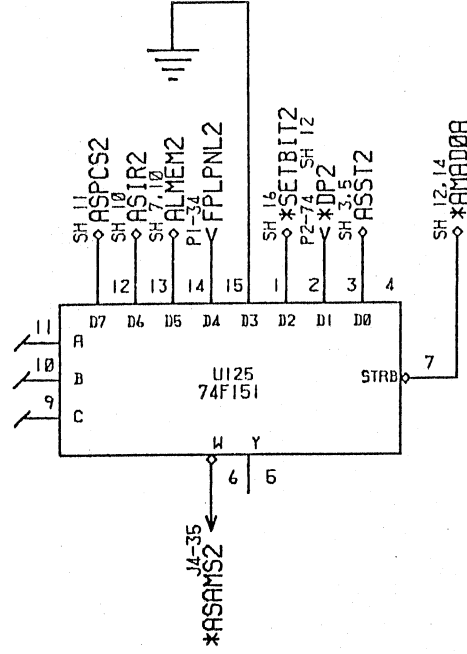 SH 11
ASPCS2
SH 10
ASIR2
SH 7,10
ALMEM2
P1-34
FPLPNL2
SH 16
*SETBIT2
P2-74 SH 12
*DP2
SH 3,5
ASST2
SH 12,14
*AMAD0A
12 13 14 15 1 2 3 4
D7 D6 D5 D4 D3 D2 D1 D0
11
A
10
B
9
C
U125
74F151
STRB
7
W Y
6 5
J4-35
*ASAMS2